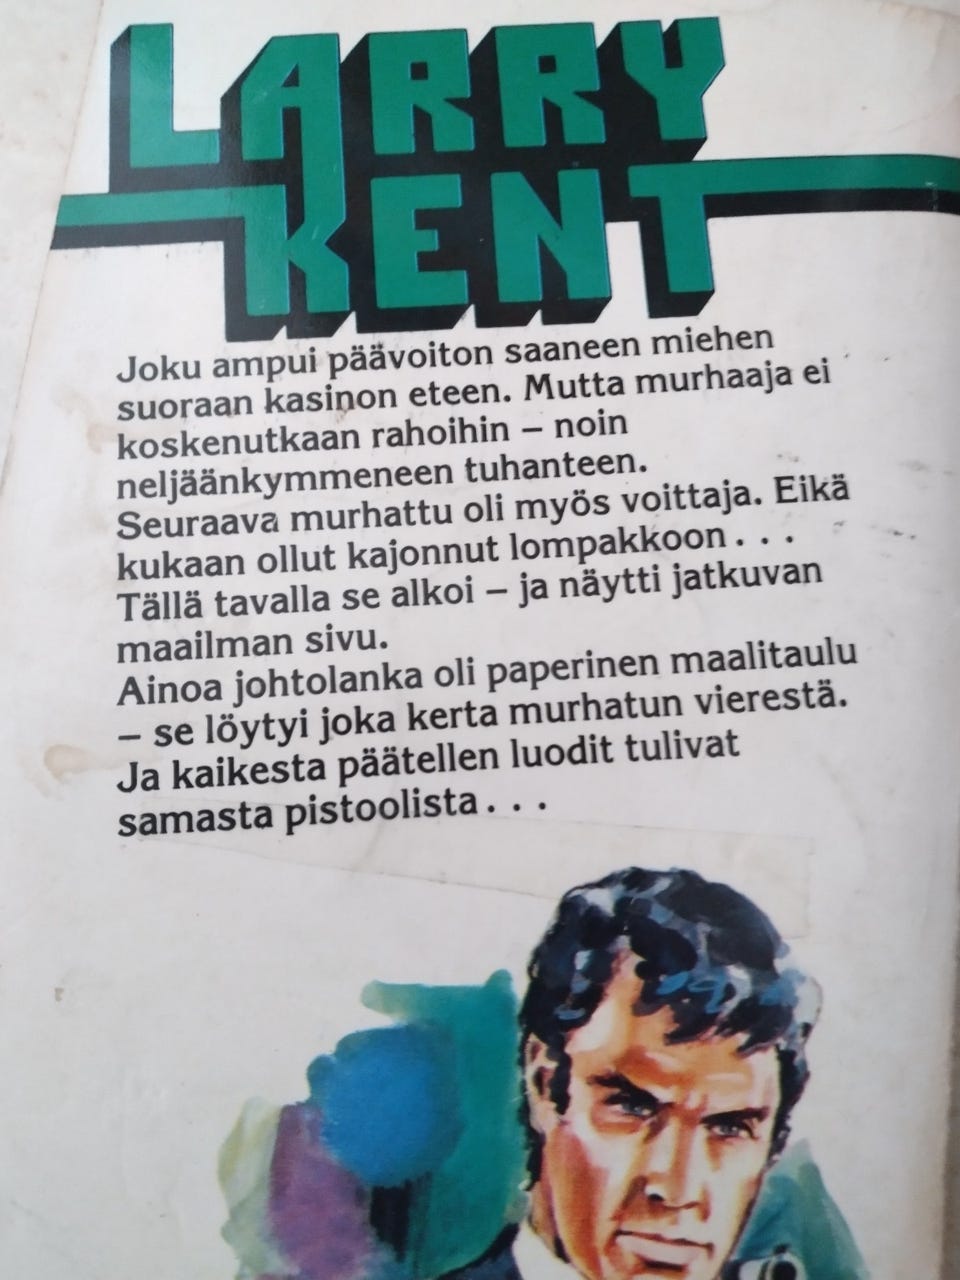 LARRY
KENT
Joku ampui päävoiton saaneen miehen
suoraan kasinon eteen. Mutta murhaaja ei
koskenutkaan rahoihin – noin
neljäänkymmeneen tuhanteen.
Seuraava murhattu oli myös voittaja. Eikä
kukaan ollut kajonnut lompakkoon . . .
Tällä tavalla se alkoi – ja näytti jatkuvan
maailman sivu.
Ainoa johtolanka oli paperinen maalitaulu
– se löytyi joka kerta murhatun vierestä.
Ja kaikesta päätellen luodit tulivat
samasta pistoolista . . .